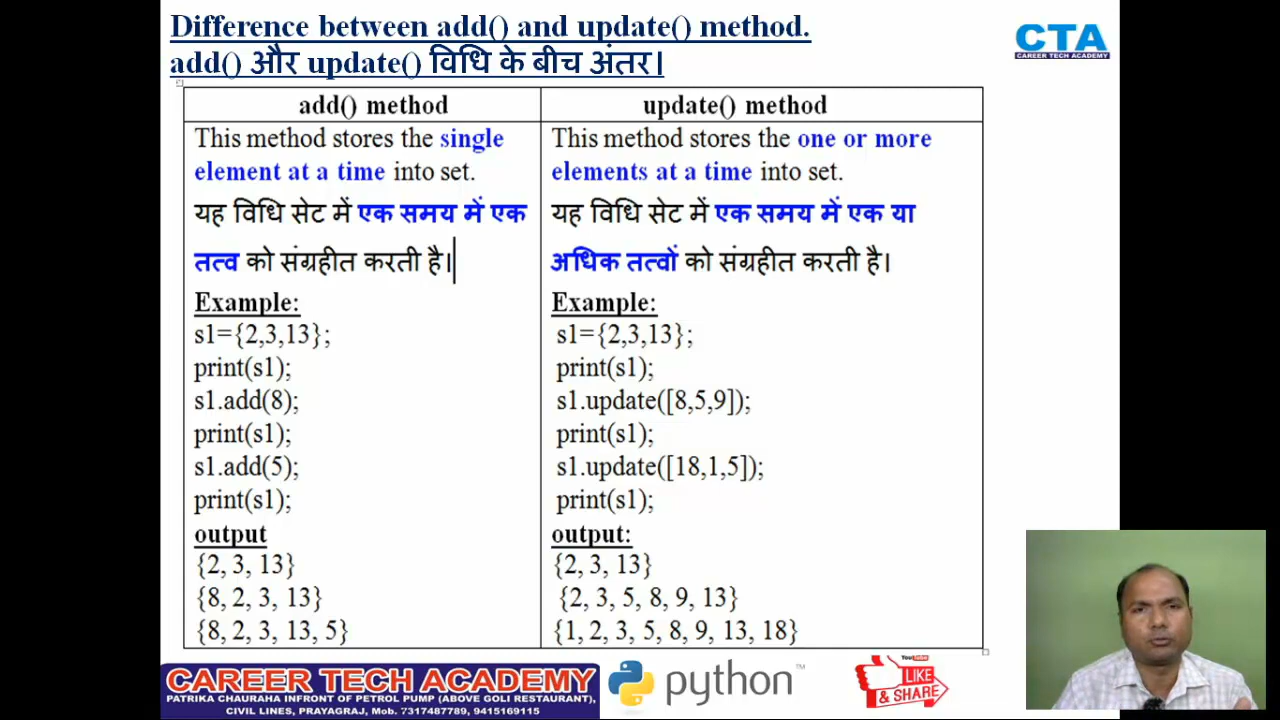 Difference between add() and update() method.
add() और update() विधि के बीच अंतर।
CTA
CAREER TECH ACADEMY
add() method
This method stores the single
element at a time into set.
यह विधि सेट में एक समय में एक
तत्व को संग्रहीत करती है।
Example:
s1={2,3,13};
print(s1);
s1.add(8);
print(s1);
s1.add(5);
print(s1);
output
{2, 3, 13}
{8, 2, 3, 13}
{8, 2, 3, 13, 5}
update() method
This method stores the one or more
elements at a time into set.
यह विधि सेट में एक समय में एक या
अधिक तत्वों को संग्रहीत करती है।
Example:
s1={2,3,13};
print(s1);
s1.update([8,5,9]);
print(s1);
s1.update([18,1,5]);
print(s1);
output:
{2, 3, 13}
{2, 3, 5, 8, 9, 13}
{1, 2, 3, 5, 8, 9, 13, 18}
CAREER TECH ACADEMY
PATRIKA CHAURAHA INFRONT OF PETROL PUMP (ABOVE GOLI RESTAURANT),
CIVIL LINES, PRAYAGRAJ, Mob. 7317487789, 9415169115
python™
YouTube
LIKE
& SHARE